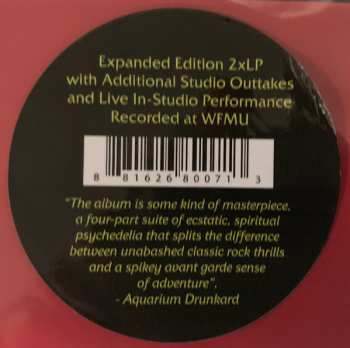 Expanded Edition 2xLP
with Additional Studio Outtakes
and Live In-Studio Performance
Recorded at WFMU
8 81626 80071 3
"The album is some kind of masterpiece,
a four-part suite of ecstatic, spiritual
psychedelia that splits the difference
between unabashed classic rock thrills
and a spikey avant garde sense
of adventure".
- Aquarium Drunkard